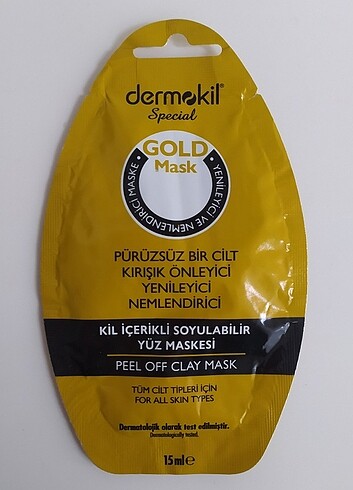 dermokil®
Special
GOLD
Mask
YENİLEYİCİ VE NEMLENDİRİCİ MASKE •
PÜRÜZSÜZ BİR CİLT
KIRIŞIK ÖNLEYİCİ
YENİLEYİCİ
NEMLENDİRİCİ
KİL İÇERİKLİ SOYULABİLİR
YÜZ MASKESİ
PEEL OFF CLAY MASK
TÜM CİLT TİPLERİ İÇİN
FOR ALL SKIN TYPES
Dermatolojik olarak test edilmiştir.
(Dermatologically tested)
15 ml ℮